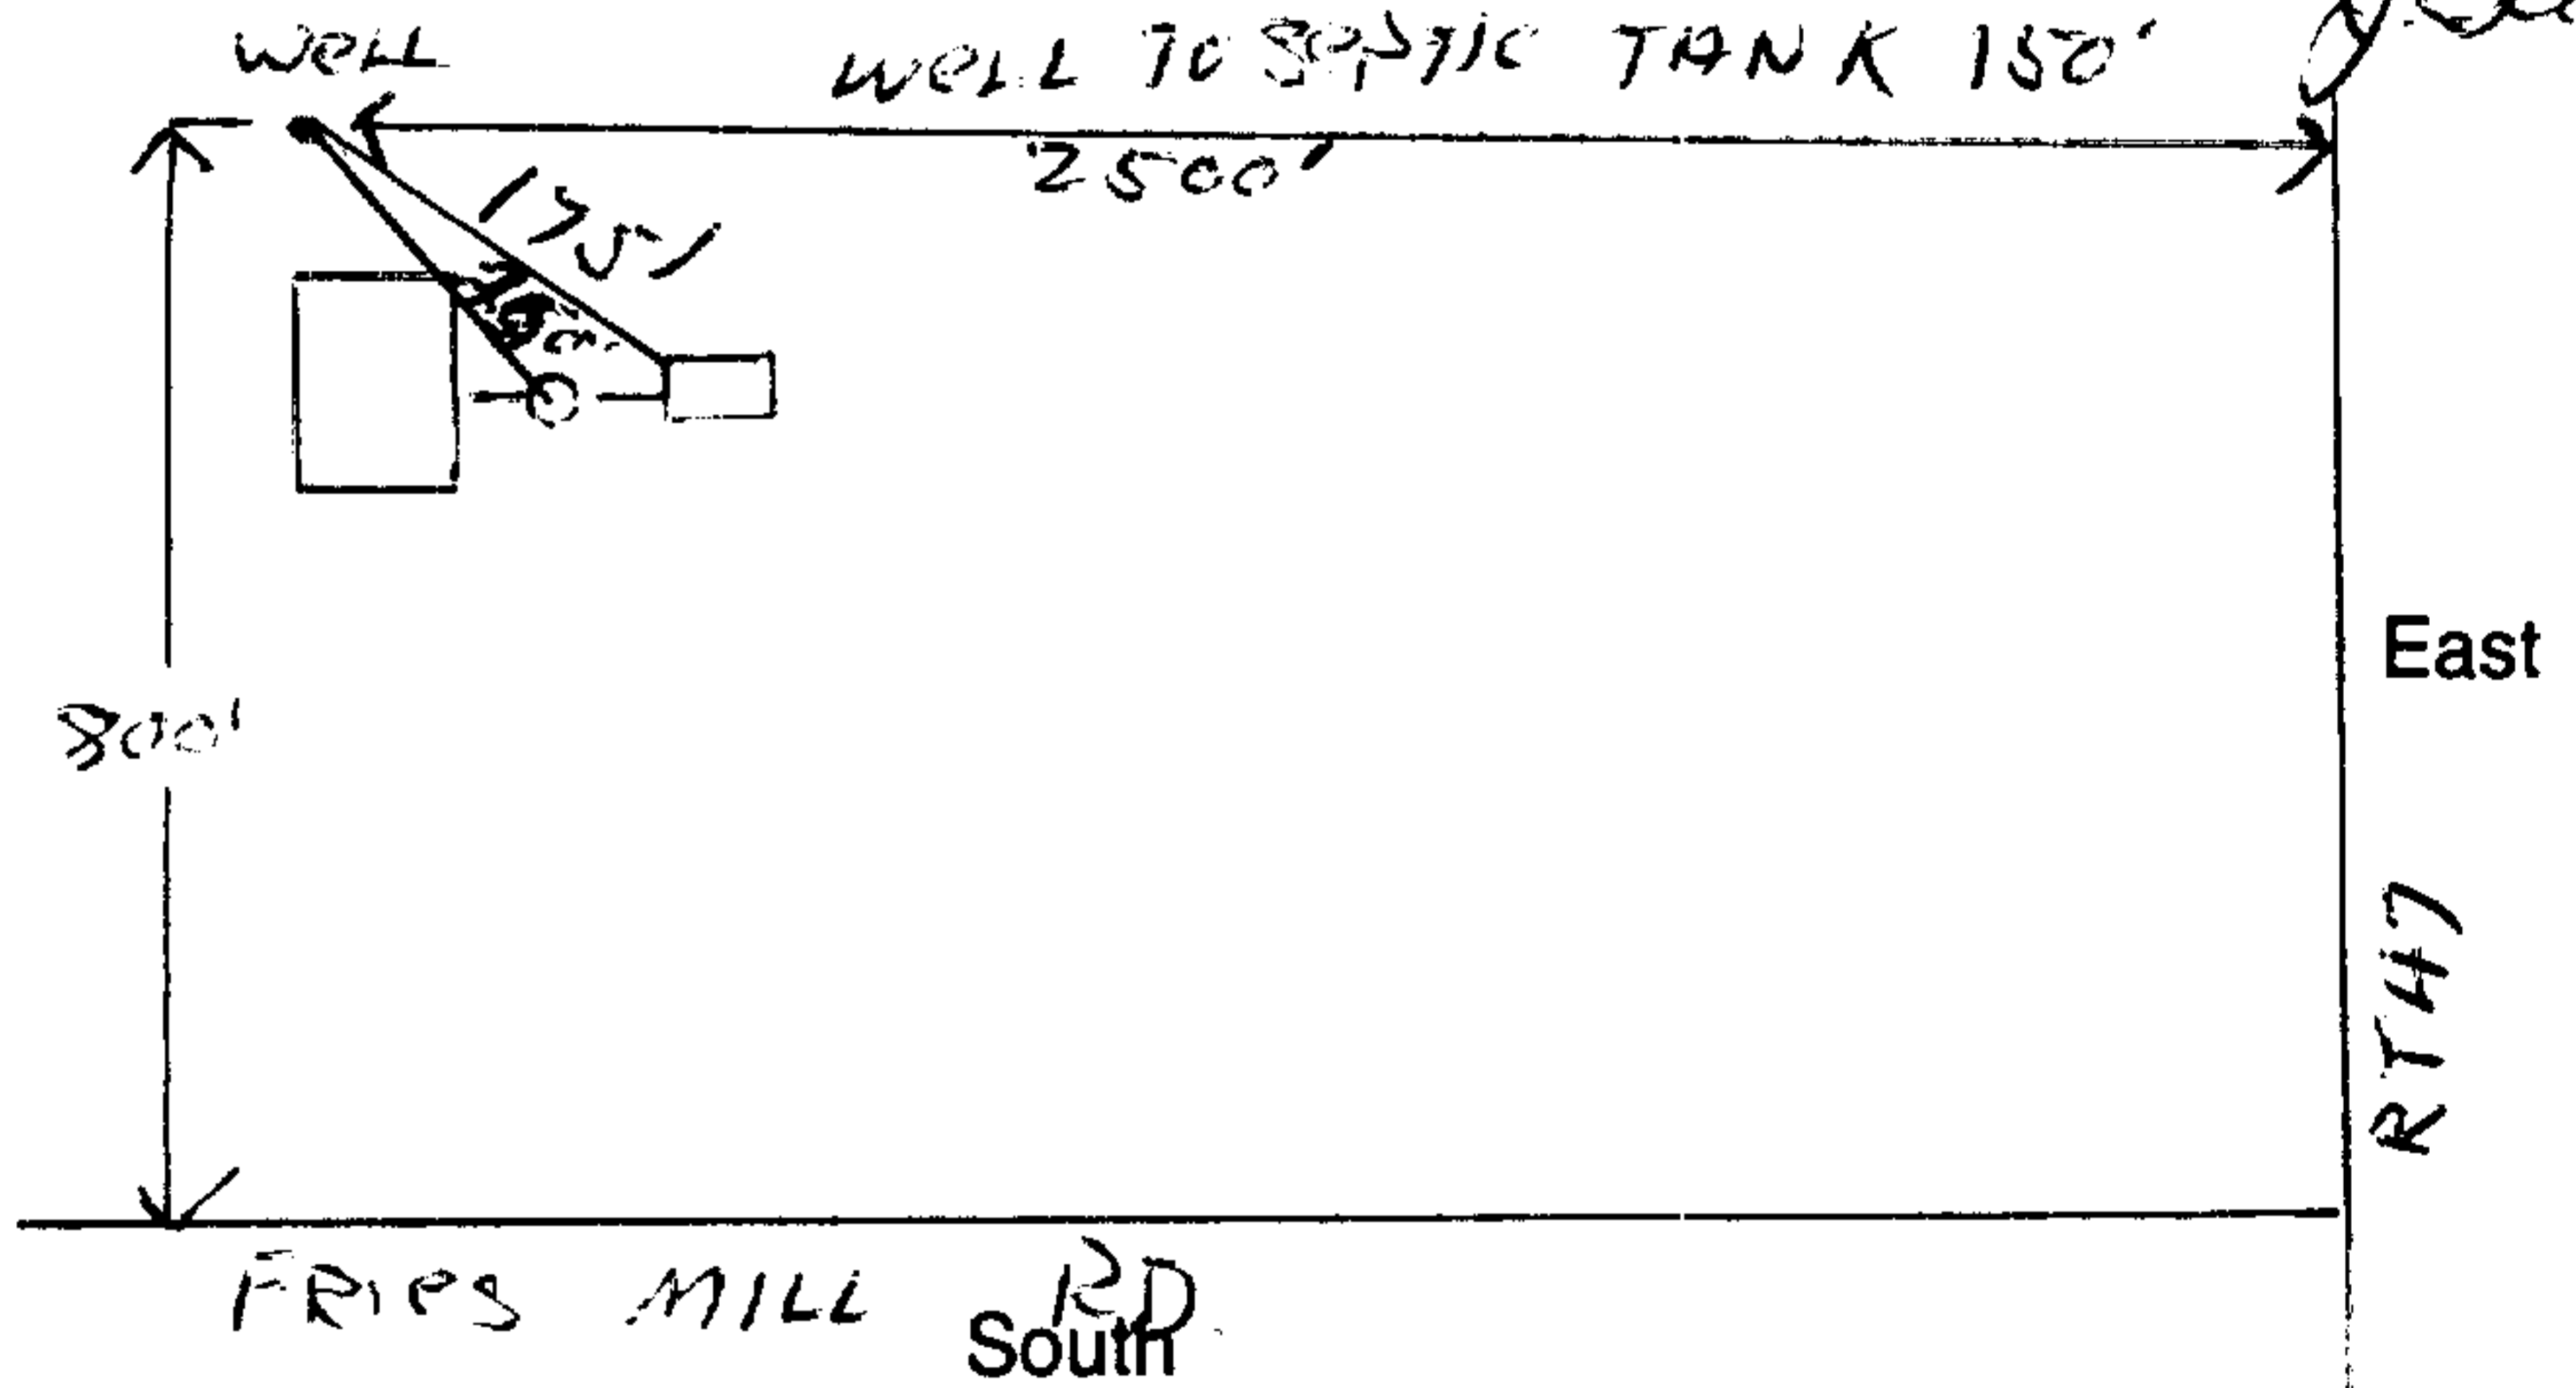 WELL
WELL TO SEPTIC TANK 150'
2500'
175'
East
800'
RT47
FRIES MILL RD
South